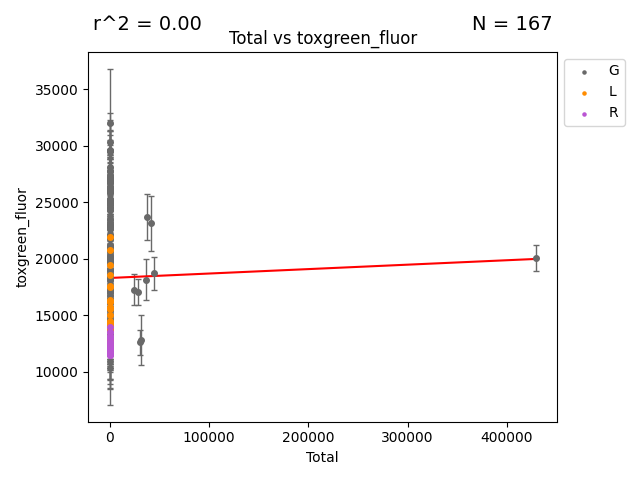 r^2 = 0.00
N = 167
Total vs toxgreen_fluor
G
L
R
35000
30000
25000
20000
15000
10000
toxgreen_fluor
0
100000
200000
300000
400000
Total